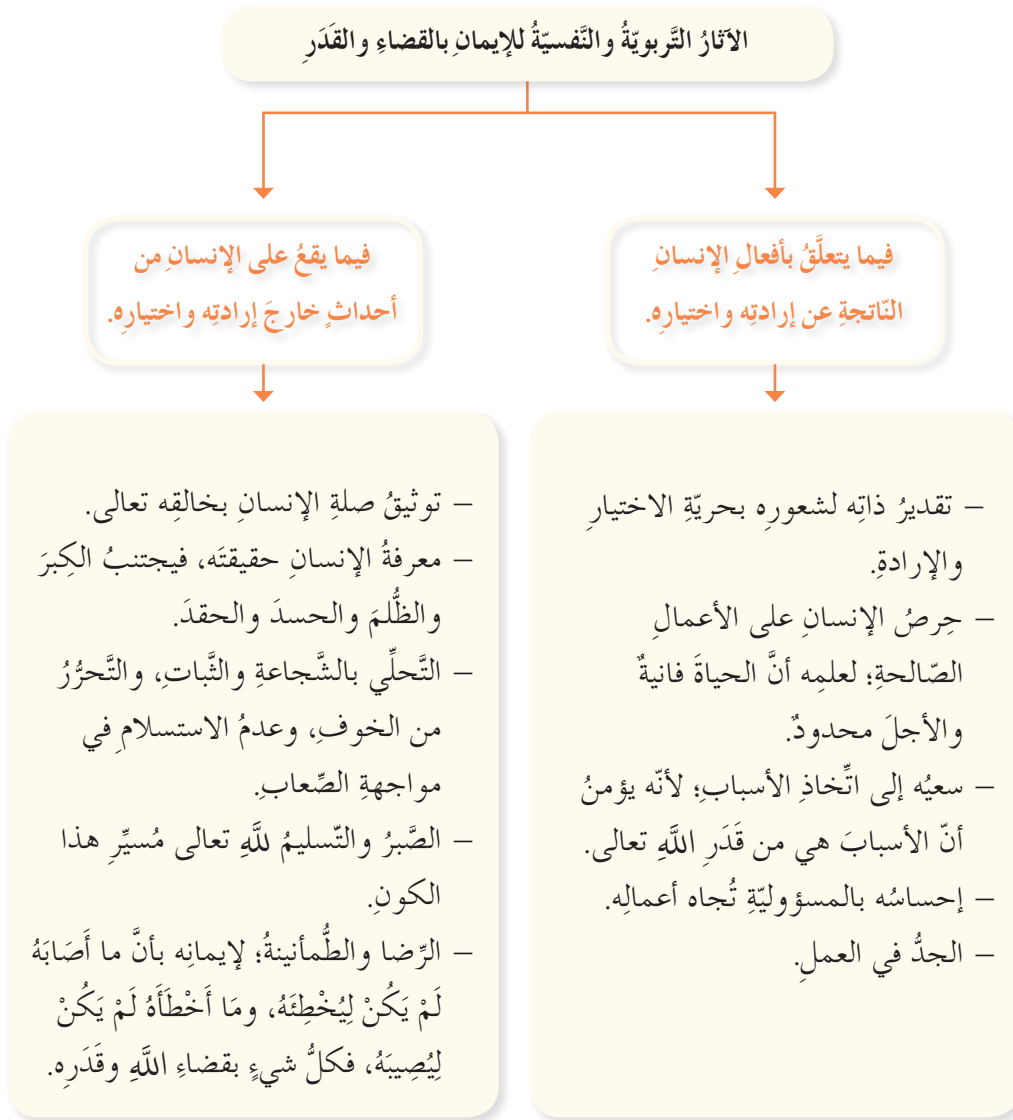 الآثارُ التَّربويّةُ والنَّفسيّةُ للإيمانِ بالقضاءِ والقَدَرِ
فيما يتعلَّقُ بأفعالِ الإنسانِ
النّاتجةِ عن إرادتِه واختيارِه.
– تقديرُ ذاتِه لشعورِه بحريّةِ الاختيارِ
والإرادةِ.
– حِرصُ الإنسانِ على الأعمالِ
الصّالحةِ؛ لعلمِه أنَّ الحياةَ فانيةٌ
والأجلَ محدودٌ.
– سعيُه إلى اتِّخاذِ الأسبابِ؛ لأنّه يؤمنُ
أنّ الأسبابَ هي من قَدَرِ اللَّهِ تعالى.
– إحساسُه بالمسؤوليّةِ تُجاه أعمالِه.
– الجدُّ في العملِ.
فيما يقعُ على الإنسانِ من
أحداثٍ خارجَ إرادتِه واختيارِه.
– توثيقُ صلةِ الإنسانِ بخالقِه تعالى.
– معرفةُ الإنسانِ حقيقتَه، فيجتنبُ الكِبرَ
والظُّلمَ والحسدَ والحقدَ.
– التَّحلِّي بالشَّجاعةِ والثَّباتِ، والتَّحرُّرُ
من الخوفِ، وعدمُ الاستسلامِ في
مواجهةِ الصِّعابِ.
– الصَّبرُ والتّسليمُ للَّهِ تعالى مُسيِّرِ هذا
الكونِ.
– الرِّضا والطُّمأنينةُ؛ لإيمانِه بأنَّ ما أَصَابَهُ
لَمْ يَكُنْ لِيُخْطِئَهُ، ومَا أَخْطَأَهُ لَمْ يَكُنْ
لِيُصِيبَهُ، فكلُّ شيءٍ بقضاءِ اللَّهِ وقَدَرِه.